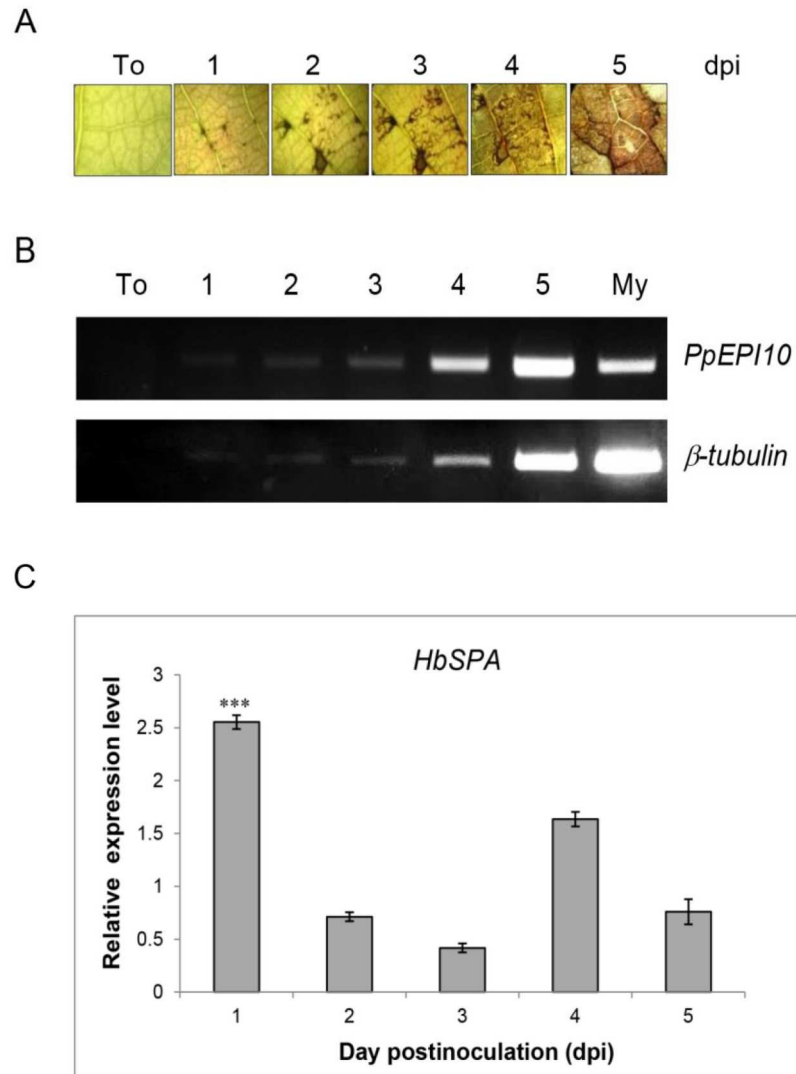 A
To 1 2 3 4 5 dpi
B
To 1 2 3 4 5 My
PpEPI10
β-tubulin
C
HbSPA
Relative expression level
3
2.5
2
1.5
1
0.5
0
***
1 2 3 4 5
Day postinoculation (dpi)